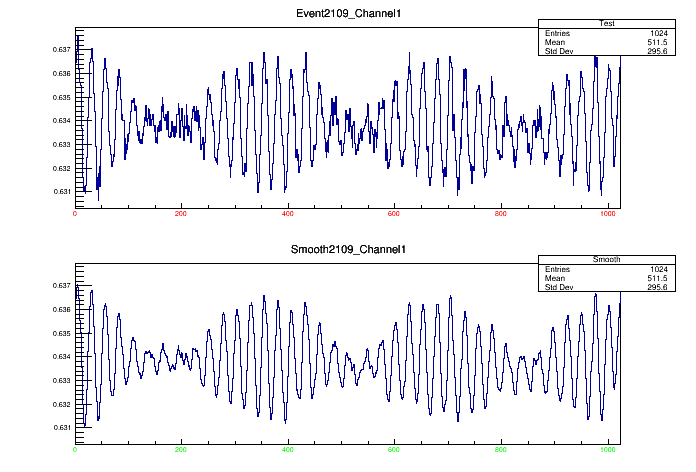 Event2109_Channel1
Test
Entries 1024
Mean 511.5
Std Dev 295.6
0.637
0.636
0.635
0.634
0.633
0.632
0.631
0 200 400 600 800 1000
Smooth2109_Channel1
Smooth
Entries 1024
Mean 511.5
Std Dev 295.6
0.637
0.636
0.635
0.634
0.633
0.632
0.631
0 200 400 600 800 1000